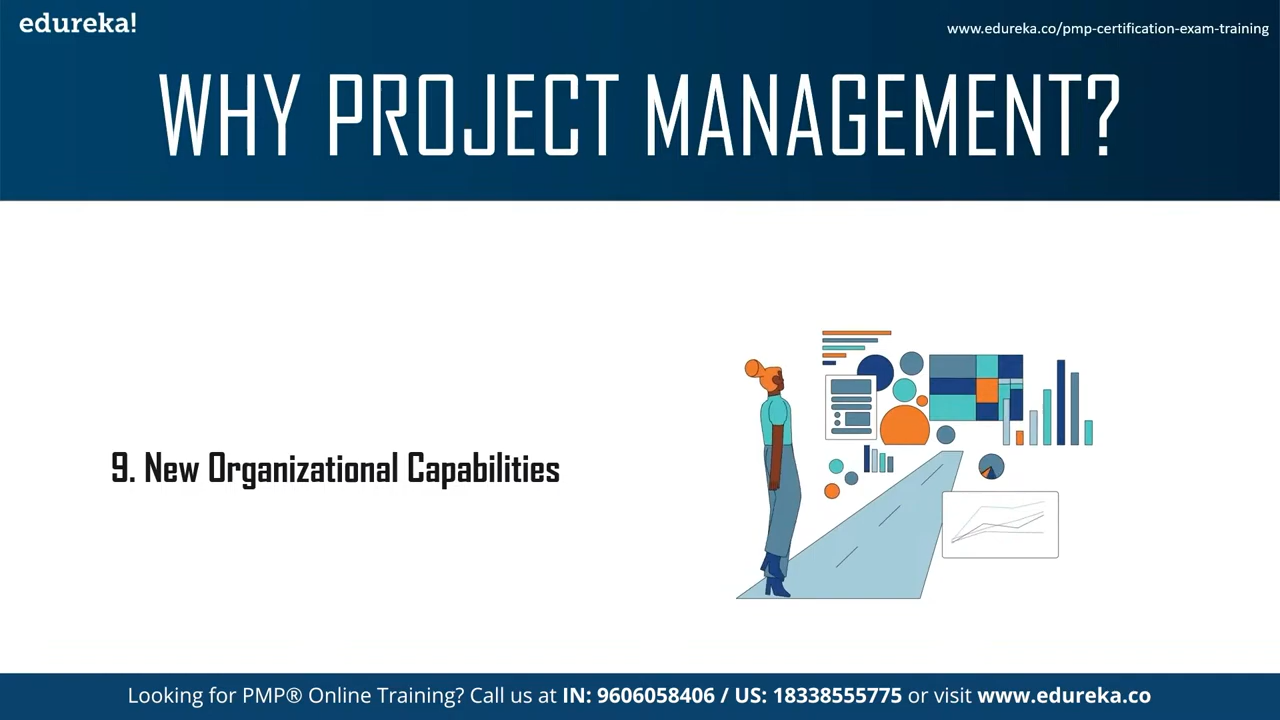 edureka!
www.edureka.co/pmp-certification-exam-training
WHY PROJECT MANAGEMENT?
9. New Organizational Capabilities
Looking for PMP® Online Training? Call us at IN: 9606058406 / US: 18338555775 or visit www.edureka.co